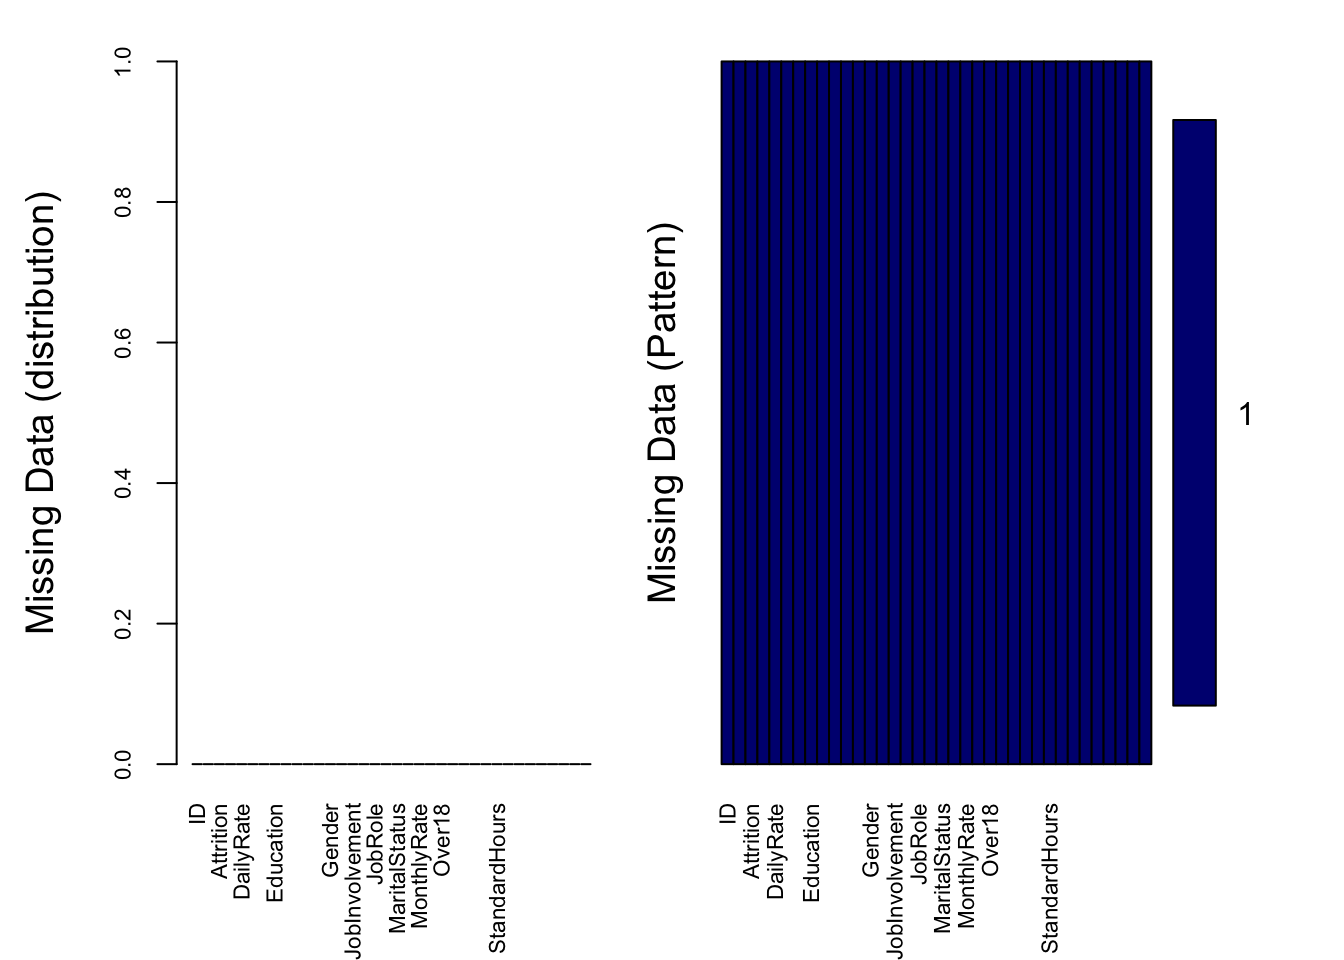 Missing Data (distribution)
1.0
0.8
0.6
0.4
0.2
0.0
ID
Attrition
DailyRate
Education
Gender
JobInvolvement
JobRole
MaritalStatus
MonthlyRate
Over18
StandardHours
Missing Data (Pattern)
1
ID
Attrition
DailyRate
Education
Gender
JobInvolvement
JobRole
MaritalStatus
MonthlyRate
Over18
StandardHours